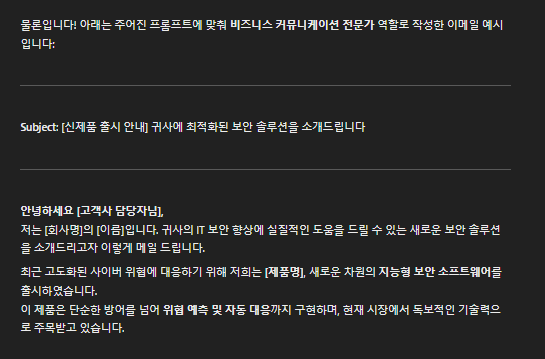 물론입니다! 아래는 주어진 프롬프트에 맞춰 비즈니스 커뮤니케이션 전문가 역할로 작성한 이메일 예시
입니다:
Subject: [신제품 출시 안내] 귀사에 최적화된 보안 솔루션을 소개드립니다
안녕하세요 [고객사 담당자님],
저는 [회사명]의 [이름]입니다. 귀사의 IT 보안 향상에 실질적인 도움을 드릴 수 있는 새로운 보안 솔루션
을 소개드리고자 이렇게 메일 드립니다.
최근 고도화된 사이버 위협에 대응하기 위해 저희는 [제품명], 새로운 차원의 지능형 보안 소프트웨어를
출시하였습니다.
이 제품은 단순한 방어를 넘어 위협 예측 및 자동 대응까지 구현하며, 현재 시장에서 독보적인 기술력으
로 주목받고 있습니다.